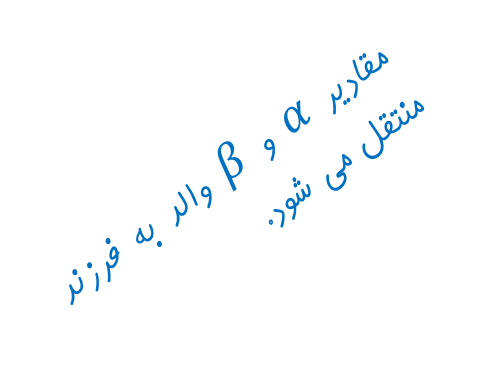 مقادیر α و β والد به فرزند
منتقل می شود.